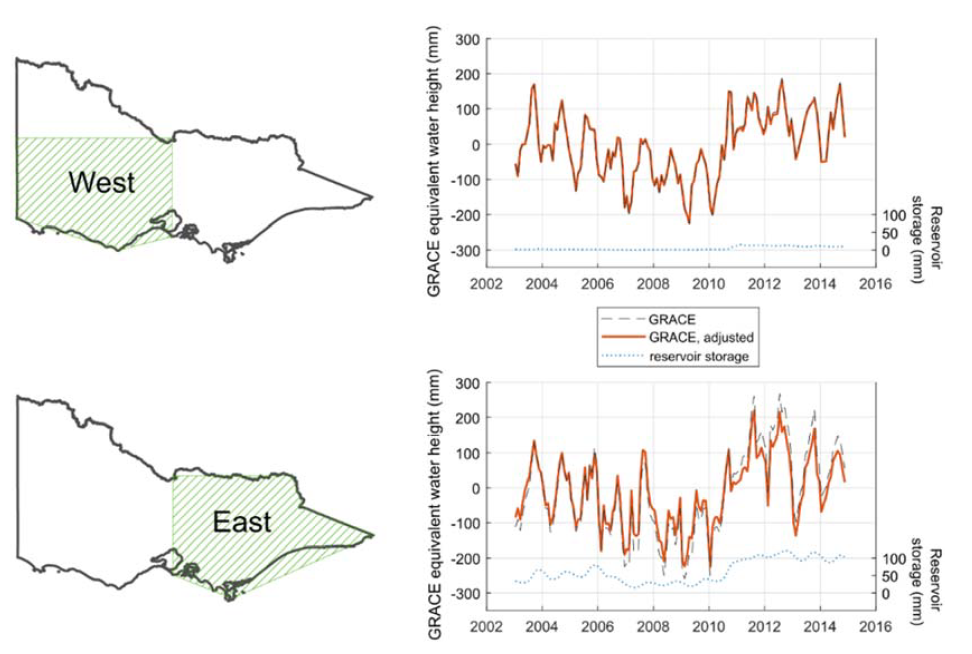 West
GRACE equivalent water height (mm)
300
200
100
0
-100
-200
-300
100
50
0
Reservoir
storage (mm)
2002 2004 2006 2008 2010 2012 2014 2016
GRACE
GRACE, adjusted
reservoir storage
East
GRACE equivalent water height (mm)
300
200
100
0
-100
-200
-300
100
50
0
Reservoir
storage (mm)
2002 2004 2006 2008 2010 2012 2014 2016